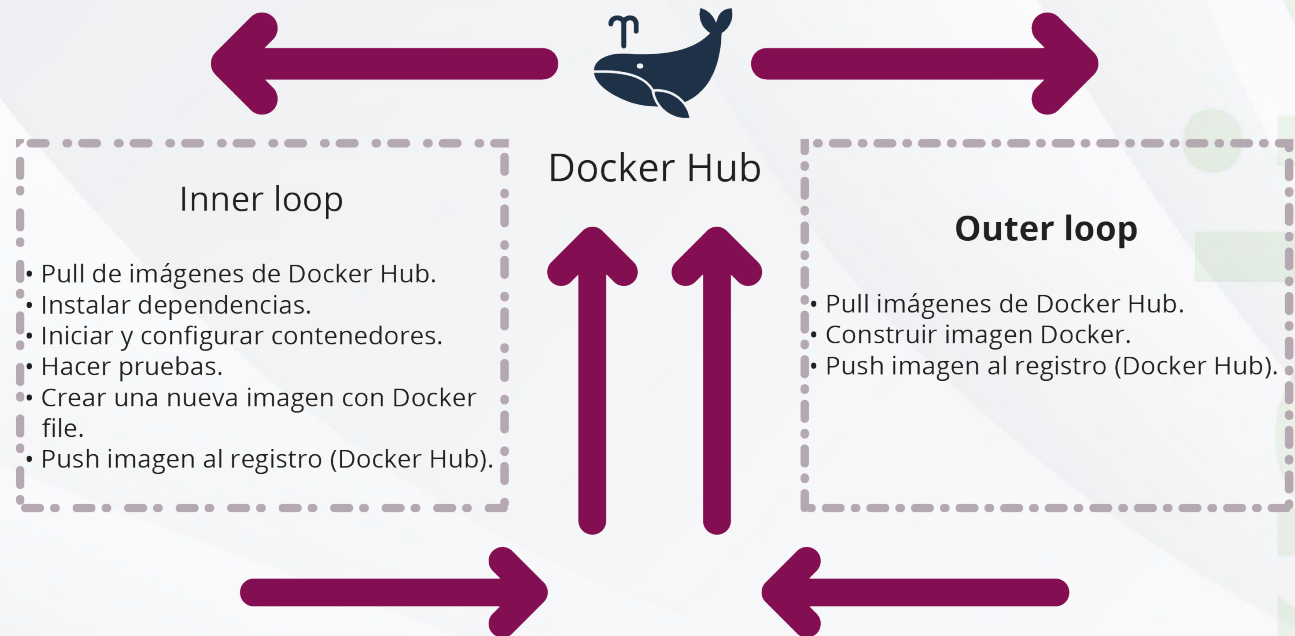 Docker Hub
Inner loop
• Pull de imágenes de Docker Hub.
• Instalar dependencias.
• Iniciar y configurar contenedores.
• Hacer pruebas.
• Crear una nueva imagen con Docker
file.
• Push imagen al registro (Docker Hub).
Outer loop
• Pull imágenes de Docker Hub.
• Construir imagen Docker.
• Push imagen al registro (Docker Hub).